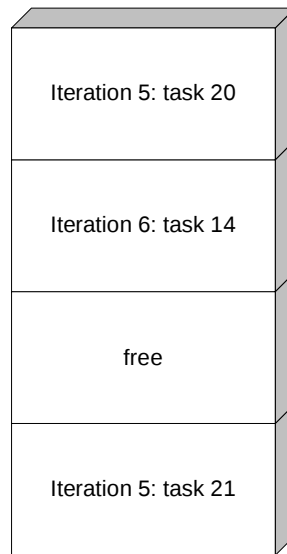 Iteration 5: task 20
Iteration 6: task 14
free
Iteration 5: task 21